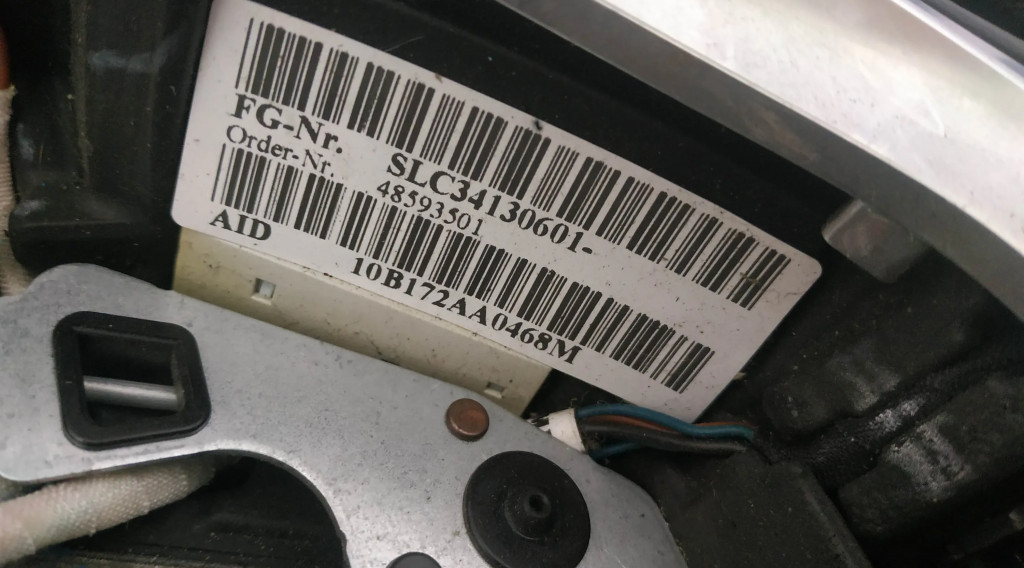 FG-Nr. SLC34130601-
Order-Nr. 48593501
AID 10B172AA0468M